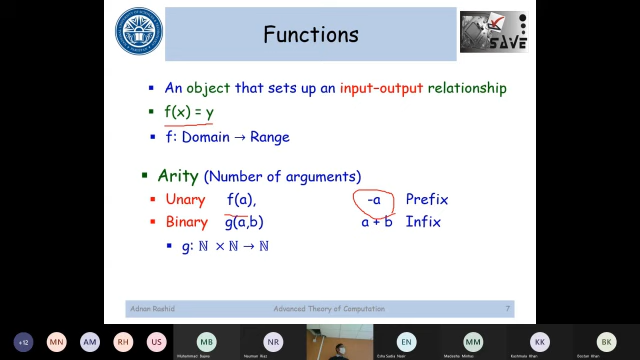 Functions
SAVE
An object that sets up an input–output relationship
f(x) = y
f: Domain → Range
Arity (Number of arguments)
Unary f(a), -a Prefix
Binary g(a,b) a + b Infix
g: ℕ × ℕ → ℕ
Adnan Rashid Advanced Theory of Computation 7
+12 MN AM RH US MB NR EN MM KK BK